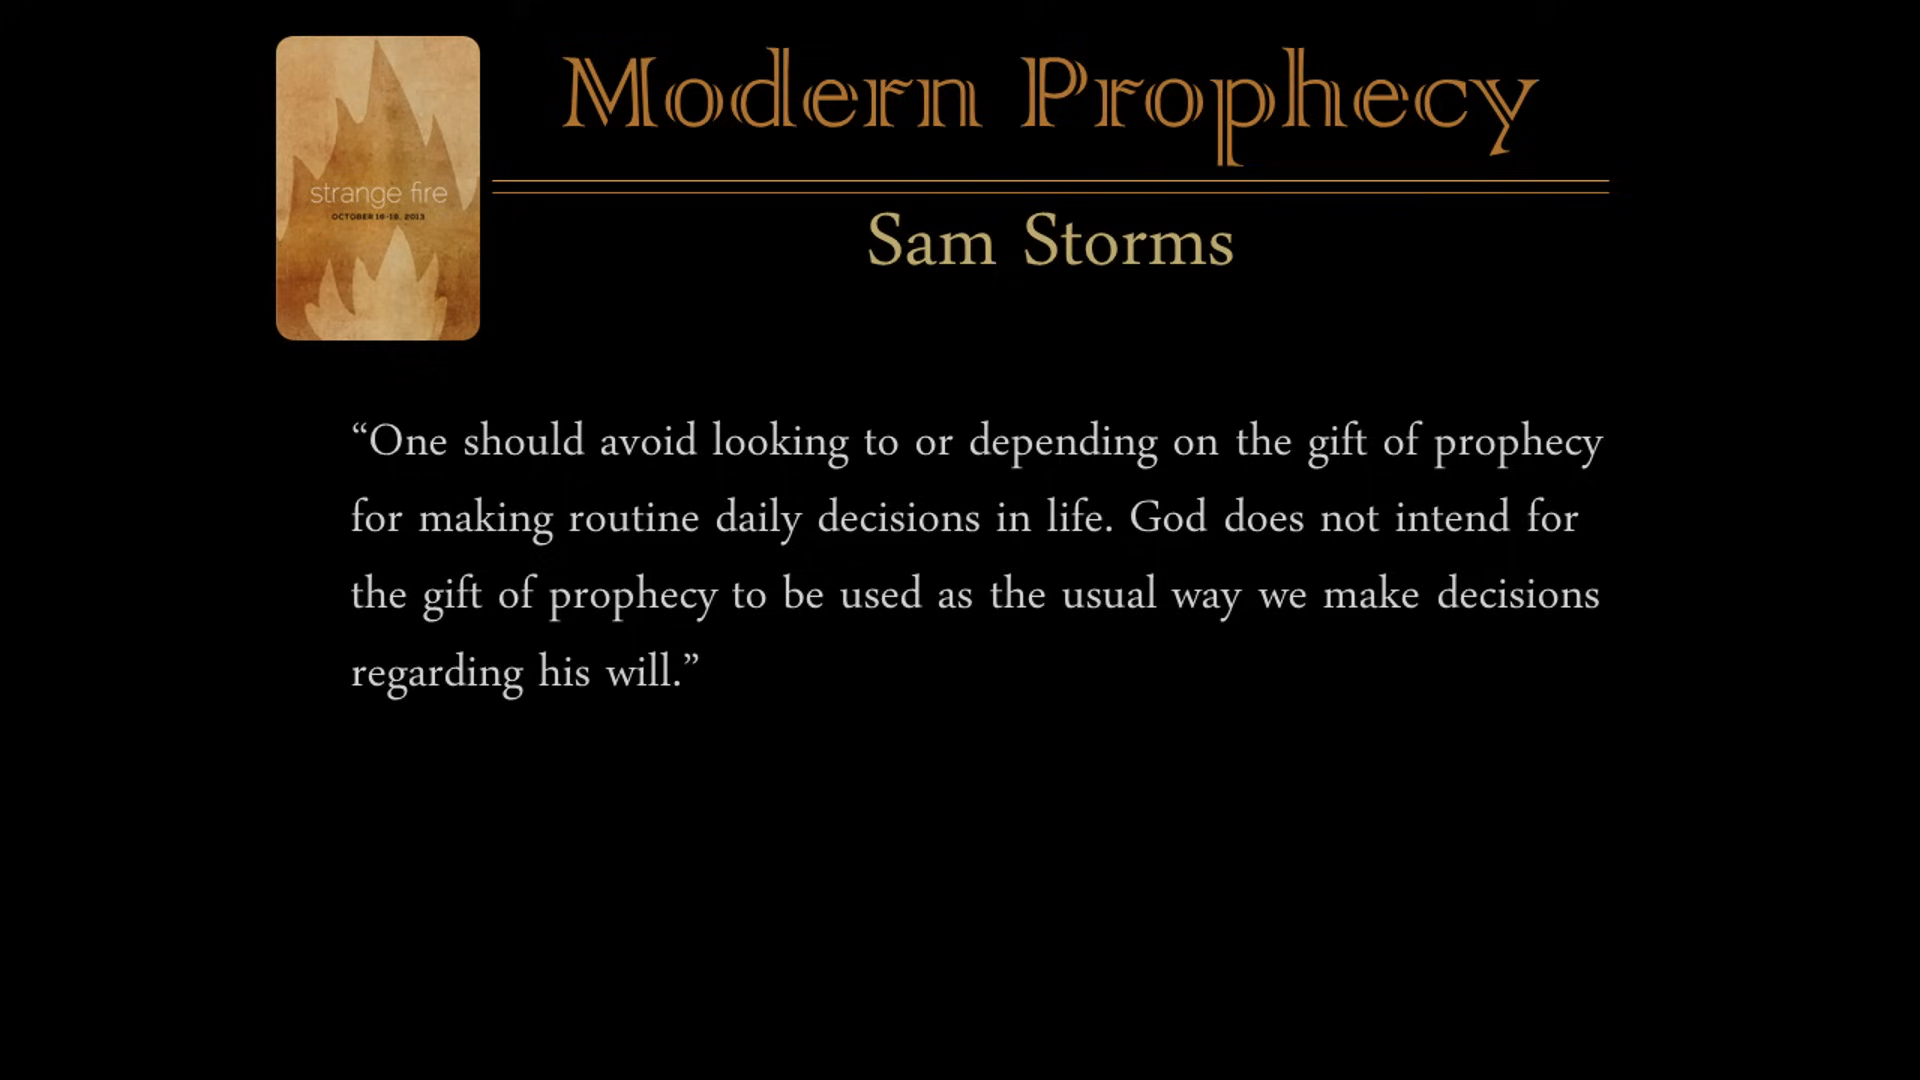 Modern Prophecy
strange fire
OCTOBER 16-18, 2013
Sam Storms
“One should avoid looking to or depending on the gift of prophecy
for making routine daily decisions in life. God does not intend for
the gift of prophecy to be used as the usual way we make decisions
regarding his will.”